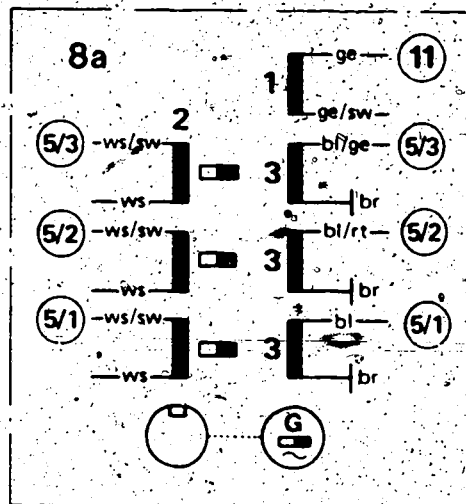 8a
ge
11
1
2
ge/sw
5/3
ws/sw
3
bl/ge
5/3
ws
br
5/2
ws/sw
3
bl/rt
5/2
ws
br
5/1
ws/sw
3
bl
5/1
ws
br
G
~